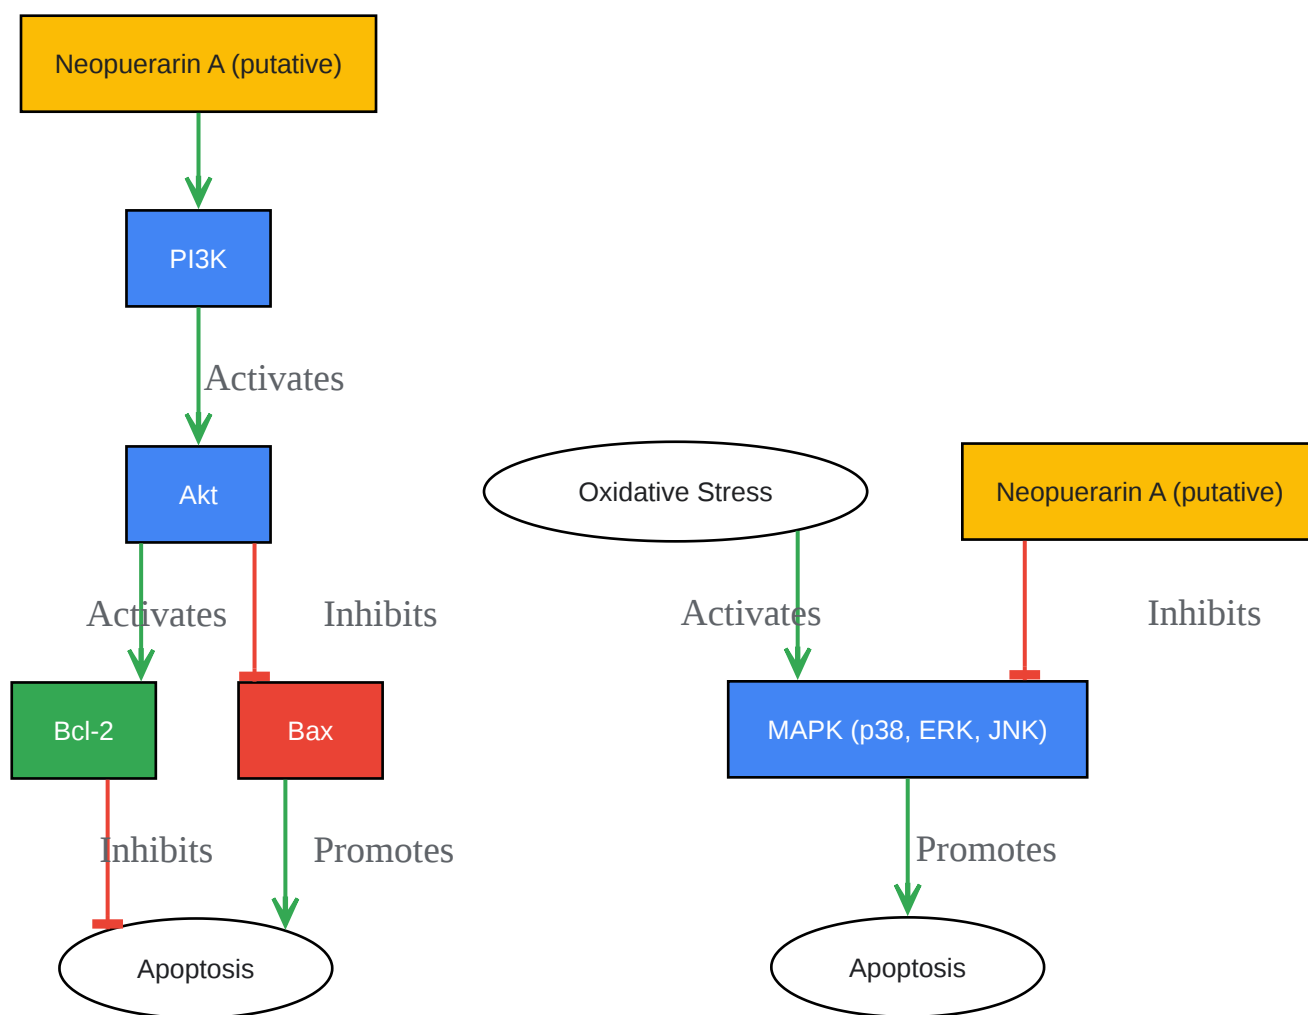 Neopuerarin A (putative)
PI3K
Activates
Akt
Activates
Inhibits
Bcl-2
Bax
Inhibits
Promotes
Apoptosis
Oxidative Stress
Neopuerarin A (putative)
Activates
Inhibits
MAPK (p38, ERK, JNK)
Promotes
Apoptosis